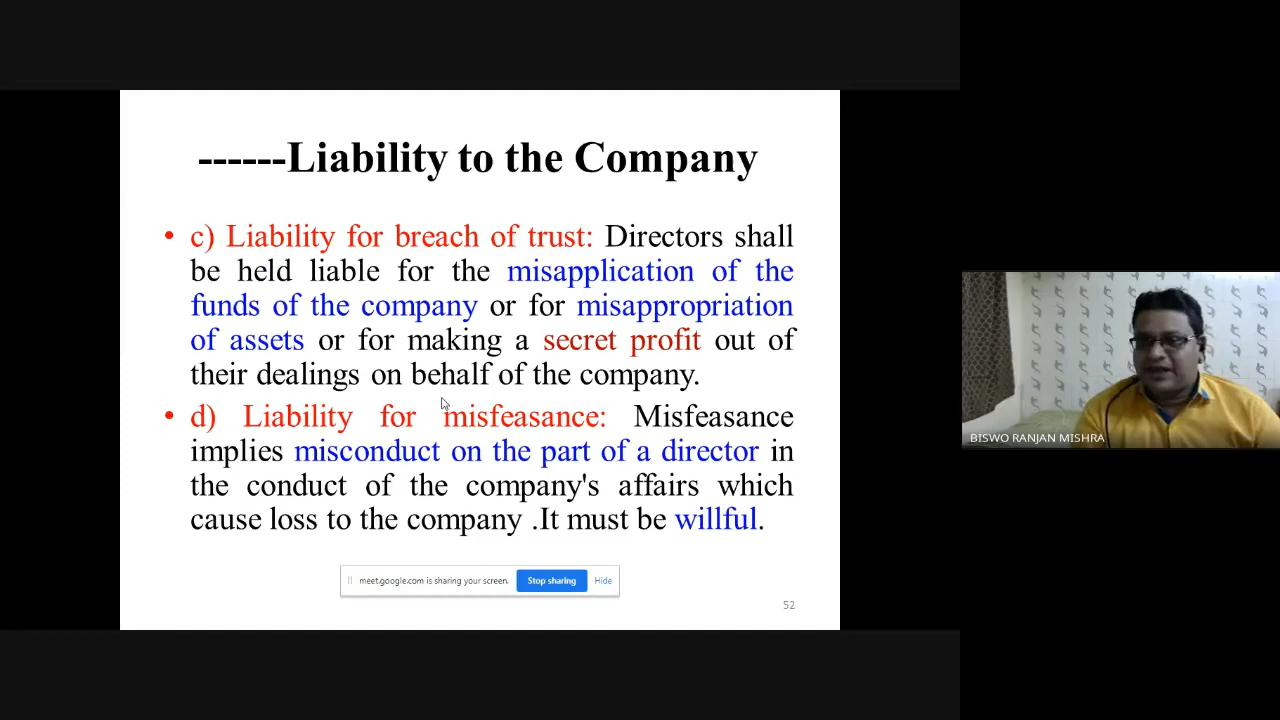 ------Liability to the Company
• c) Liability for breach of trust: Directors shall
be held liable for the misapplication of the
funds of the company or for misappropriation
of assets or for making a secret profit out of
their dealings on behalf of the company.
• d) Liability for misfeasance: Misfeasance
implies misconduct on the part of a director in
the conduct of the company's affairs which
cause loss to the company .It must be willful.
meet.google.com is sharing your screen. Stop sharing Hide
52
BISWO RANJAN MISHRA